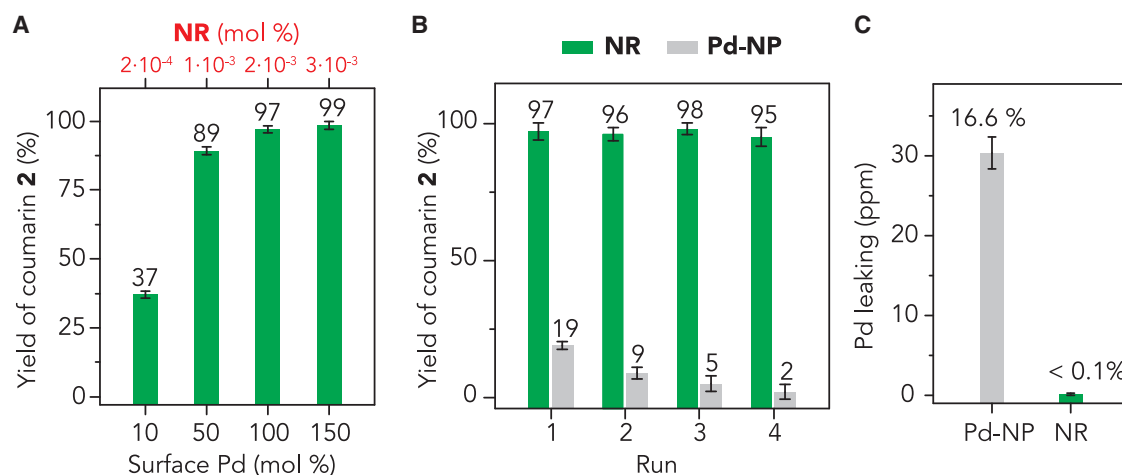 A
NR (mol %)
2·10⁻⁴ 1·10⁻³ 2·10⁻³ 3·10⁻³
Yield of coumarin 2 (%)
100
75
50
25
0
37
89
97
99
10 50 100 150
Surface Pd (mol %)
B
NR Pd-NP
Yield of coumarin 2 (%)
100
50
0
97 96 98 95
19 9 5 2
1 2 3 4
Run
C
Pd leaking (ppm)
30
20
10
0
16.6 %
< 0.1%
Pd-NP NR